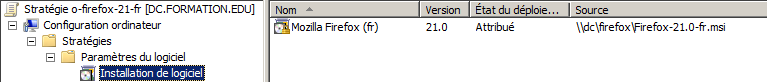 Stratégie o-firefox-21-fr [DC.FORMATION.EDU]
Configuration ordinateur
Stratégies
Paramètres du logiciel
Installation de logiciel
Nom Version État du déploie... Source
Mozilla Firefox (fr) 21.0 Attribué \\dc\firefox\Firefox-21.0-fr.msi